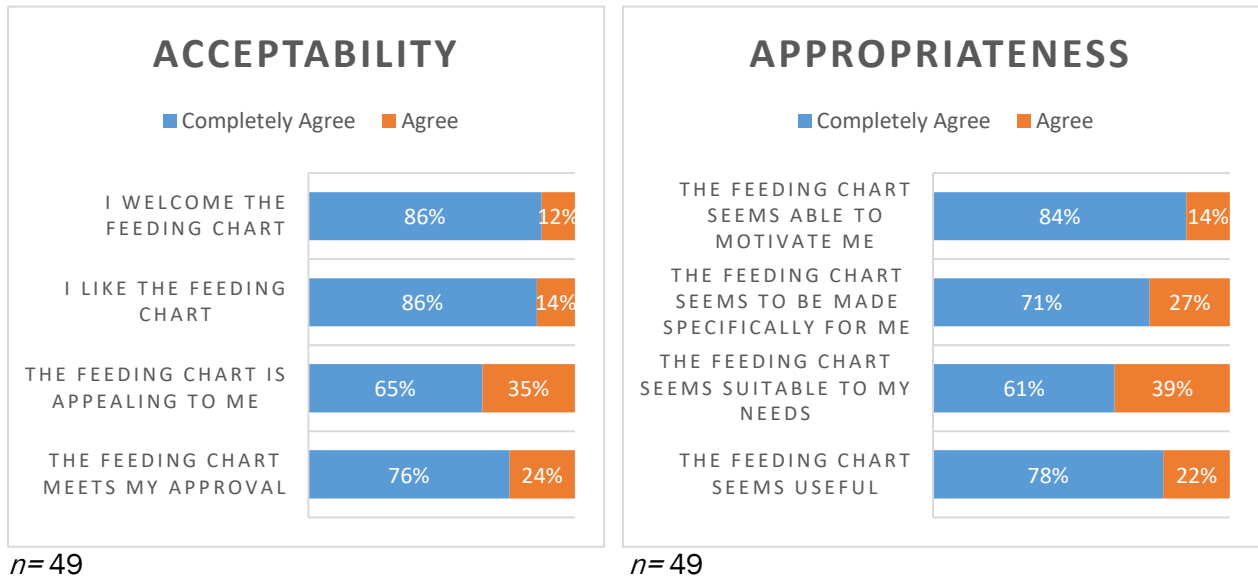 ACCEPTABILITY
Completely Agree Agree
I WELCOME THE
FEEDING CHART
86% 12%
I LIKE THE FEEDING
CHART
86% 14%
THE FEEDING CHART IS
APPEALING TO ME
65% 35%
THE FEEDING CHART
MEETS MY APPROVAL
76% 24%
n= 49
APPROPRIATENESS
Completely Agree Agree
THE FEEDING CHART
SEEMS ABLE TO
MOTIVATE ME
84% 14%
THE FEEDING CHART
SEEMS TO BE MADE
SPECIFICALLY FOR ME
71% 27%
THE FEEDING CHART
SEEMS SUITABLE TO MY
NEEDS
61% 39%
THE FEEDING CHART
SEEMS USEFUL
78% 22%
n= 49